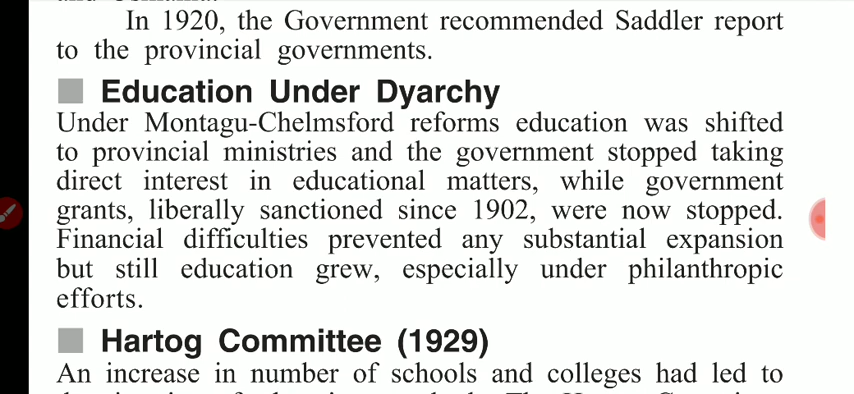 In 1920, the Government recommended Saddler report
to the provincial governments.
Education Under Dyarchy
Under Montagu-Chelmsford reforms education was shifted
to provincial ministries and the government stopped taking
direct interest in educational matters, while government
grants, liberally sanctioned since 1902, were now stopped.
Financial difficulties prevented any substantial expansion
but still education grew, especially under philanthropic
efforts.
Hartog Committee (1929)
An increase in number of schools and colleges had led to